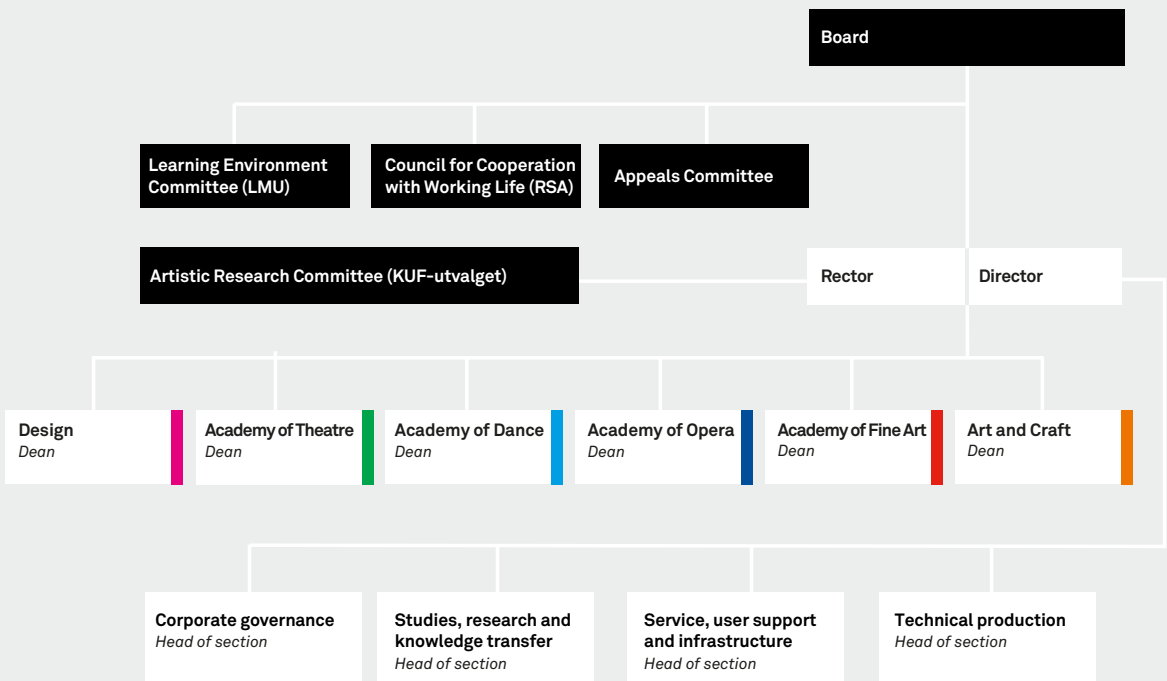 Board
Learning Environment
Committee (LMU)
Council for Cooperation
with Working Life (RSA)
Appeals Committee
Artistic Research Committee (KUF-utvalget)
Rector
Director
Design
Dean
Academy of Theatre
Dean
Academy of Dance
Dean
Academy of Opera
Dean
Academy of Fine Art
Dean
Art and Craft
Dean
Corporate governance
Head of section
Studies, research and
knowledge transfer
Head of section
Service, user support
and infrastructure
Head of section
Technical production
Head of section